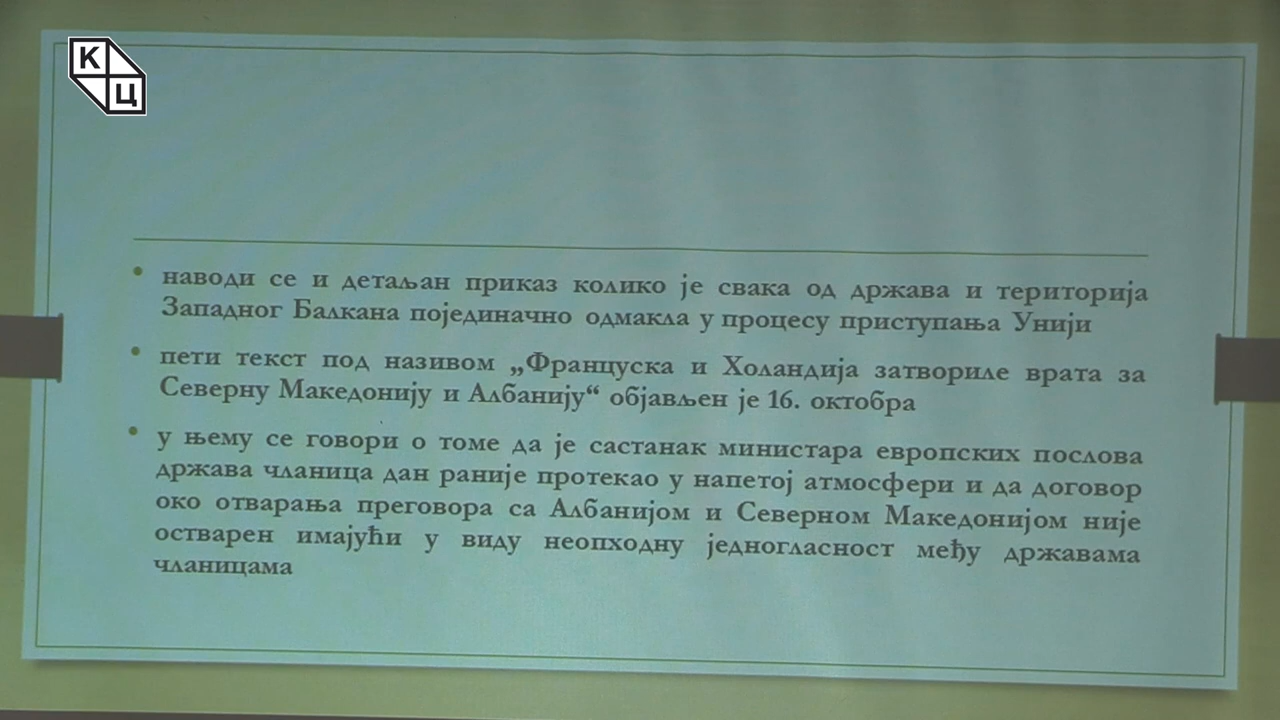 К
Ц
наводи се и детаљан приказ колико је свака од држава и територија
Западног Балкана појединачно одмакла у процесу приступања Унији
пети текст под називом „Француска и Холандија затвориле врата за
Северну Македонију и Албанију“ објављен је 16. октобра
у њему се говори о томе да је састанак министара европских послова
држава чланица дан раније протекао у напетој атмосфери и да договор
око отварања преговора са Албанијом и Северном Македонијом није
остварен имајући у виду неопходну једногласност међу државама
чланицама